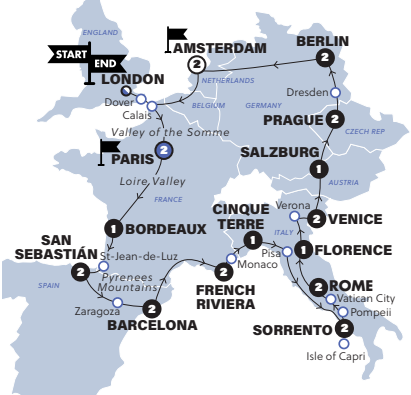 ENGLAND
START
END
LONDON
AMSTERDAM
2
NETHERLANDS
BERLIN
2
Dover
Calais
BELGIUM
GERMANY
Dresden
Valley of the Somme
PRAGUE
2
CZECH REP
PARIS
2
SALZBURG
1
Loire Valley
AUSTRIA
FRANCE
Verona
VENICE
2
1
BORDEAUX
CINQUE
TERRE
1
ITALY
1
FLORENCE
SAN
SEBASTIÁN
2
St-Jean-de-Luz
Pisa
Monaco
Pyrenees
Mountains
2
FRENCH
RIVIERA
2
ROME
Vatican City
SPAIN
Zaragoza
2
BARCELONA
Pompeii
SORRENTO
2
Isle of Capri